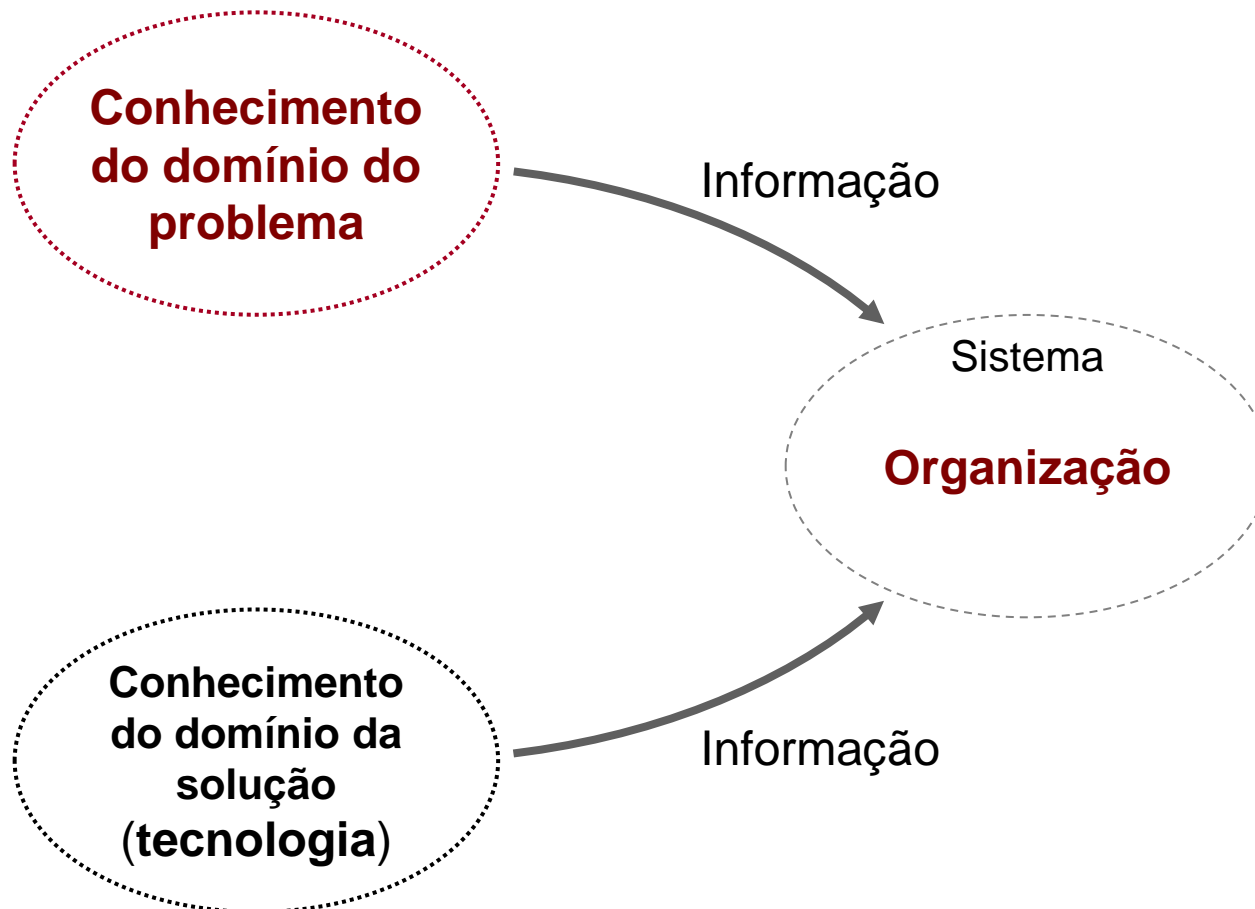 Conhecimento
do domínio do
problema
Informação
Sistema
Organização
Conhecimento
do domínio da
solução
(tecnologia)
Informação